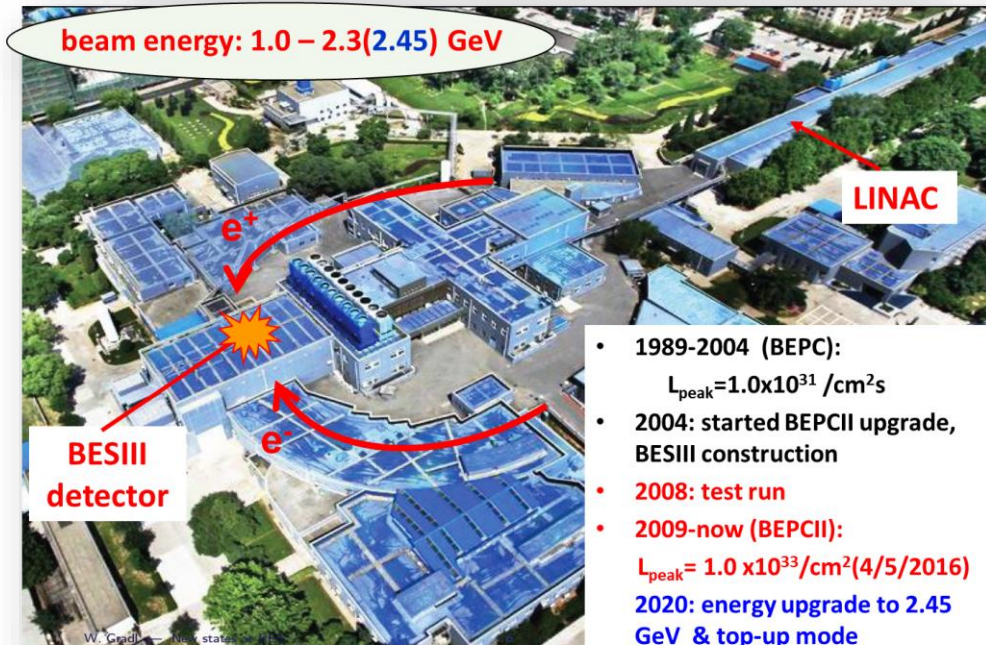 beam energy: 1.0 – 2.3(2.45) GeV
LINAC
e⁺
e⁻
BESIII
detector
• 1989-2004 (BEPC):
Lpeak=1.0x10³¹ /cm²s
• 2004: started BEPCII upgrade,
BESIII construction
• 2008: test run
• 2009-now (BEPCII):
Lpeak= 1.0 x10³³/cm²(4/5/2016)
2020: energy upgrade to 2.45
GeV & top-up mode
W. Gradl — New states